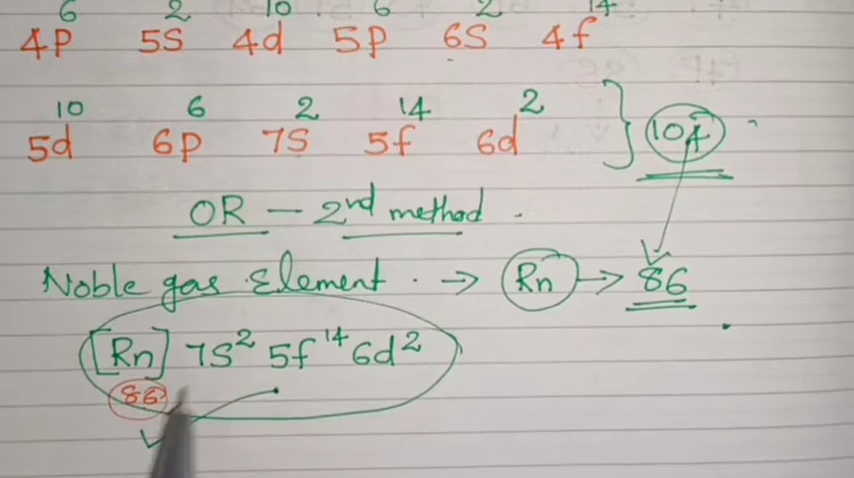 4p⁶ 5s² 4d¹⁰ 5p⁶ 6s² 4f¹⁴
5d¹⁰ 6p⁶ 7s² 5f¹⁴ 6d² } 104
OR – 2nd method.
Noble gas Element. → Rn → 86
[Rn] 7s² 5f¹⁴ 6d²
86